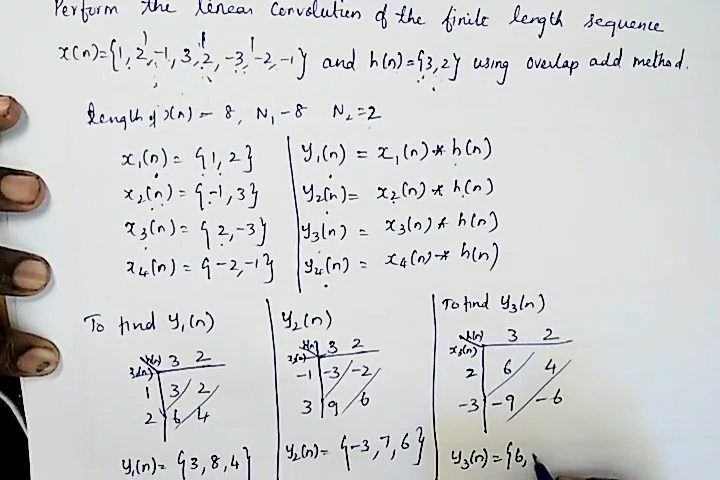 Perform the linear Convolution of the finite length sequence
x(n)={1, 2, -1, 3, 2, -3, -2, -1} and h(n)={3, 2} using overlap add method.
Length of x(n) = 8, N₁-8 N₂=2
x₁(n) = {1, 2}
x₂(n) = {-1, 3}
x₃(n) = {2, -3}
x₄(n) = {-2, -1}
y₁(n) = x₁(n) * h(n)
y₂(n) = x₂(n) * h(n)
y₃(n) = x₃(n) * h(n)
y₄(n) = x₄(n) * h(n)
To find y₁(n)
h(n) 3 2
x₁(n)
1 3 2
2 6 4
y₁(n) = {3, 8, 4}
y₂(n)
h(n) 3 2
x₂(n)
-1 -3 -2
3 9 6
y₂(n) = {-3, 7, 6}
To find y₃(n)
h(n) 3 2
x₃(n)
2 6 4
-3 -9 -6
y₃(n) = {6,